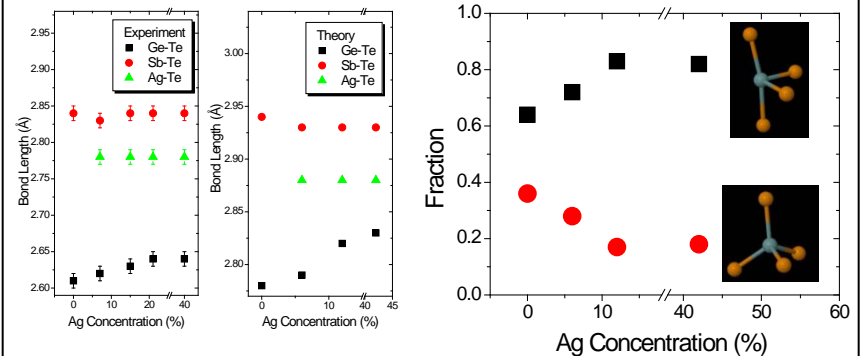 Experiment
Ge-Te
Sb-Te
Ag-Te
2.95
2.90
2.85
2.80
2.75
2.70
2.65
2.60
Bond Length (Å)
0
10
20
40
Ag Concentration (%)
Theory
Ge-Te
Sb-Te
Ag-Te
3.00
2.95
2.90
2.85
2.80
Bond Length (Å)
0
10
40
45
Ag Concentration (%)
1.0
0.8
0.6
0.4
0.2
0.0
Fraction
0
10
40
50
60
Ag Concentration (%)